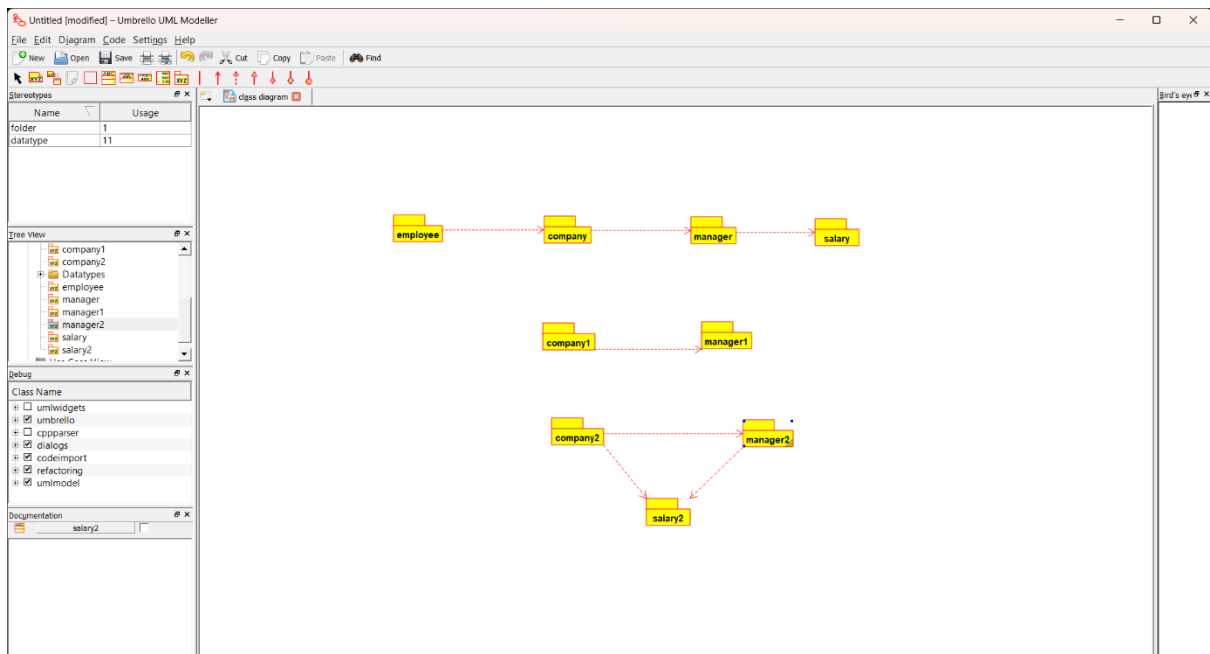 Untitled [modified] – Umbrello UML Modeller
File Edit Diagram Code Settings Help
New Open Save Cut Copy Paste Find
Stereotypes
class diagram
Bird's eye
Name Usage
folder 1
datatype 11
Tree View
company1
company2
Datatypes
employee
manager
manager1
manager2
salary
salary2
Debug
Class Name
umlwidgets
umbrello
cppparser
dialogs
codeimport
refactoring
umlmodel
Documentation
salary2
employee company manager salary
company1 manager1
company2 manager2
salary2